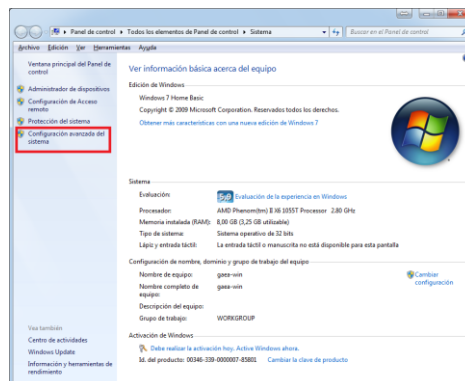 Panel de control ▸ Todos los elementos de Panel de control ▸ Sistema
Buscar en el Panel de control
Archivo Edición Ver Herramientas Ayuda
Ventana principal del Panel de
control
Administrador de dispositivos
Configuración de Acceso
remoto
Protección del sistema
Configuración avanzada del
sistema
Vea también
Centro de actividades
Windows Update
Información y herramientas de
rendimiento
Ver información básica acerca del equipo
Edición de Windows
Windows 7 Home Basic
Copyright © 2009 Microsoft Corporation. Reservados todos los derechos.
Obtener más características con una nueva edición de Windows 7
Sistema
Evaluación: 5,9 Evaluación de la experiencia en Windows
Procesador: AMD Phenom(tm) II X6 1055T Processor 2.80 GHz
Memoria instalada (RAM): 8,00 GB (3,25 GB utilizable)
Tipo de sistema: Sistema operativo de 32 bits
Lápiz y entrada táctil: La entrada táctil o manuscrita no está disponible para esta pantalla
Configuración de nombre, dominio y grupo de trabajo del equipo
Nombre de equipo: gaea-win
Cambiar
configuración
Nombre completo de
equipo: gaea-win
Descripción del equipo:
Grupo de trabajo: WORKGROUP
Activación de Windows
Debe realizar la activación hoy. Active Windows ahora.
Id. del producto: 00346-339-0000007-85801 Cambiar la clave de producto